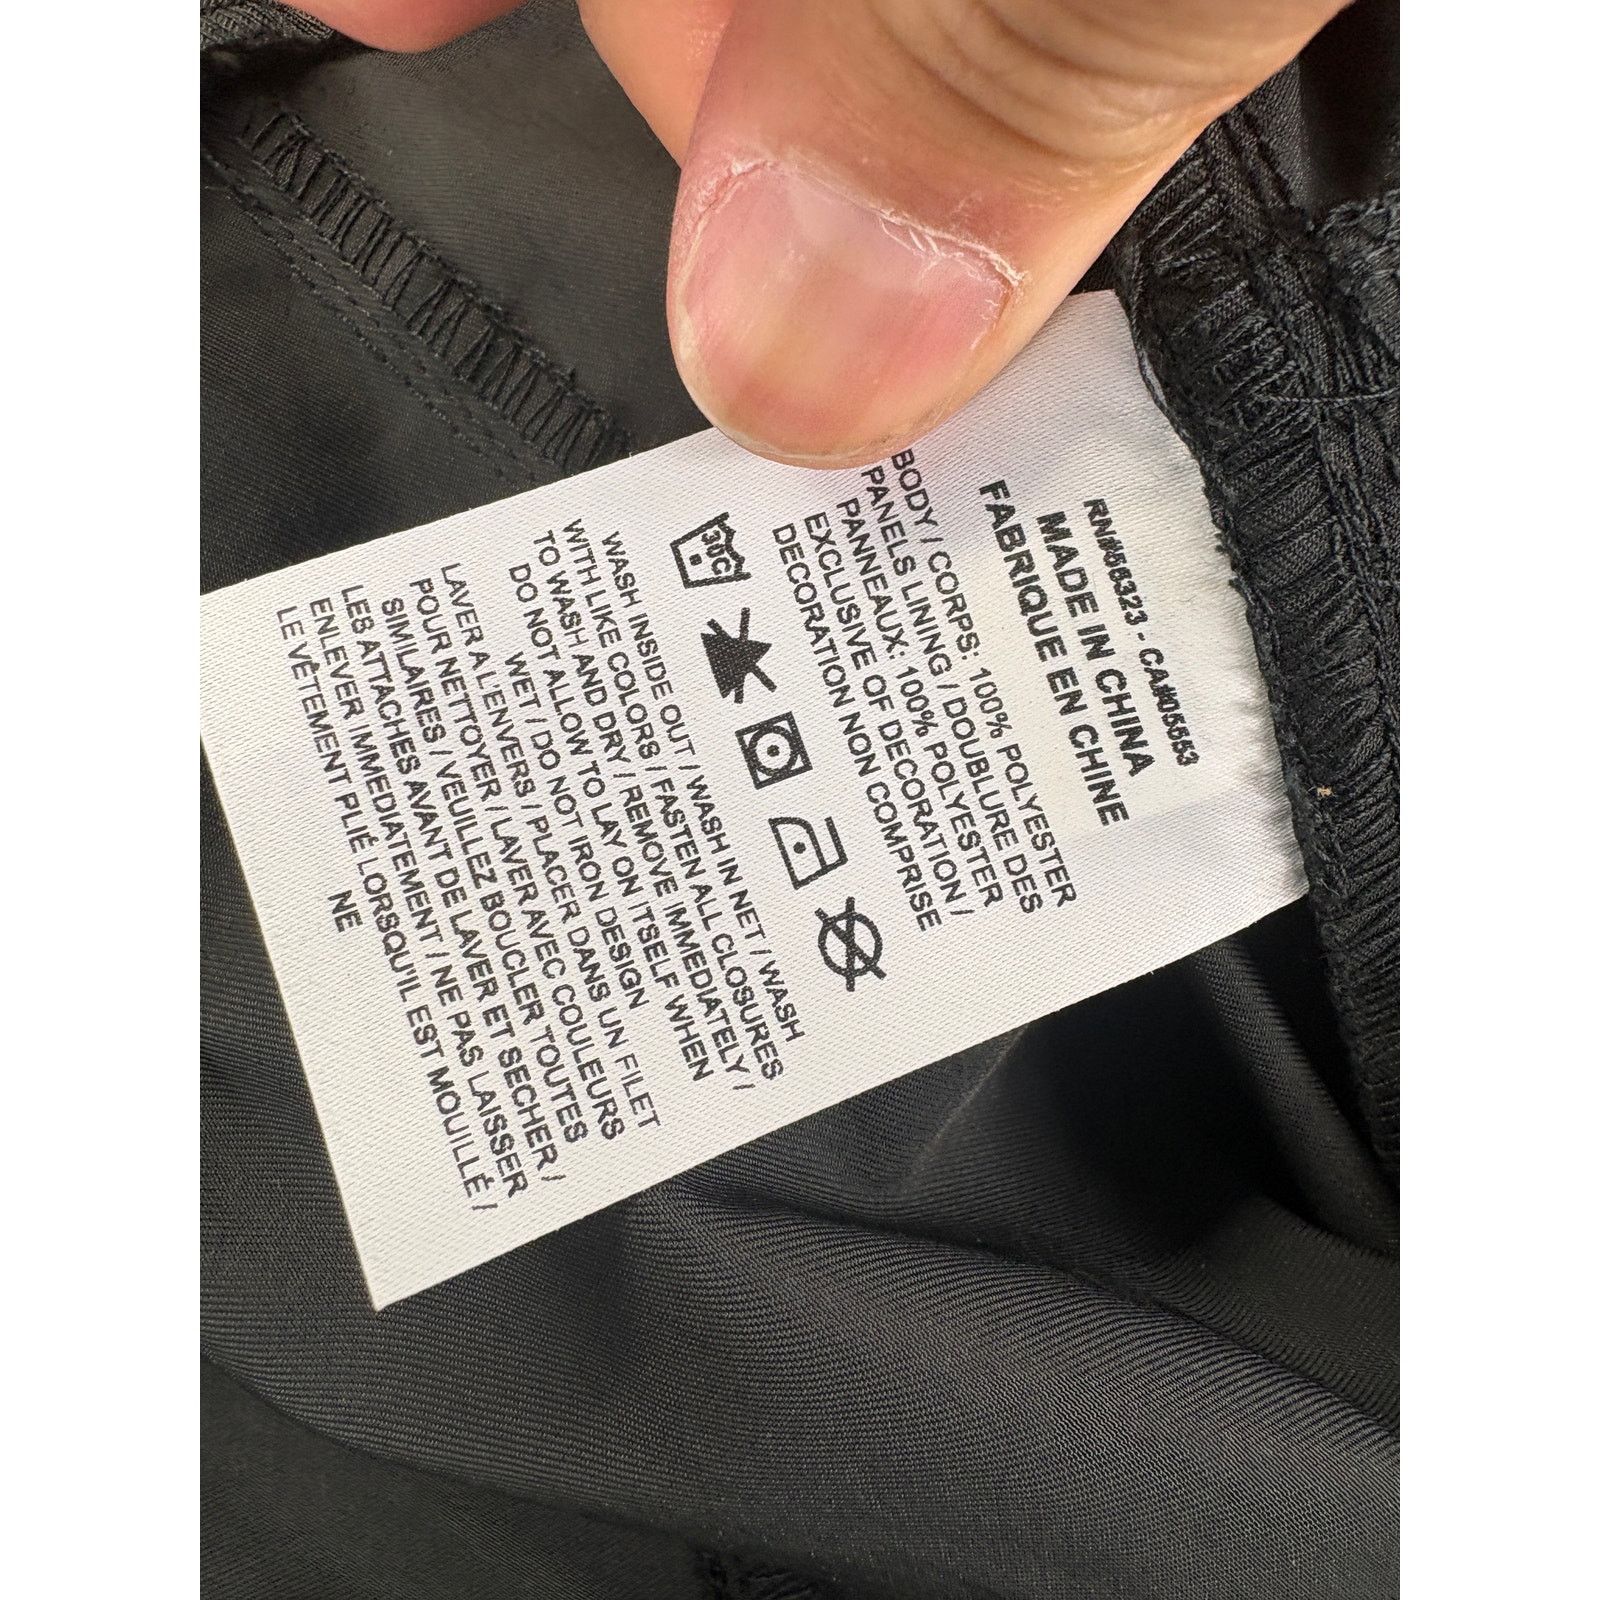 RN#56323 - CA#05553
MADE IN CHINA
FABRIQUE EN CHINE
BODY / CORPS: 100% POLYESTER
PANELS LINING / DOUBLURE DES
PANNEAUX: 100% POLYESTER
EXCLUSIVE OF DECORATION /
DECORATION NON COMPRISE
30C
WASH INSIDE OUT / WASH IN NET / WASH
WITH LIKE COLORS / FASTEN ALL CLOSURES
TO WASH AND DRY / REMOVE IMMEDIATELY /
DO NOT ALLOW TO LAY ON ITSELF WHEN
WET / DO NOT IRON DESIGN
LAVER A L'ENVERS / PLACER DANS UN FILET
POUR NETTOYER / LAVER AVEC COULEURS
SIMILAIRES / VEUILLEZ BOUCLER TOUTES
LES ATTACHES AVANT DE LAVER ET SECHER /
ENLEVER IMMEDIATEMENT / NE PAS LAISSER
LE VÊTEMENT PLIÉ LORSQU'IL EST MOUILLÉ /
NE